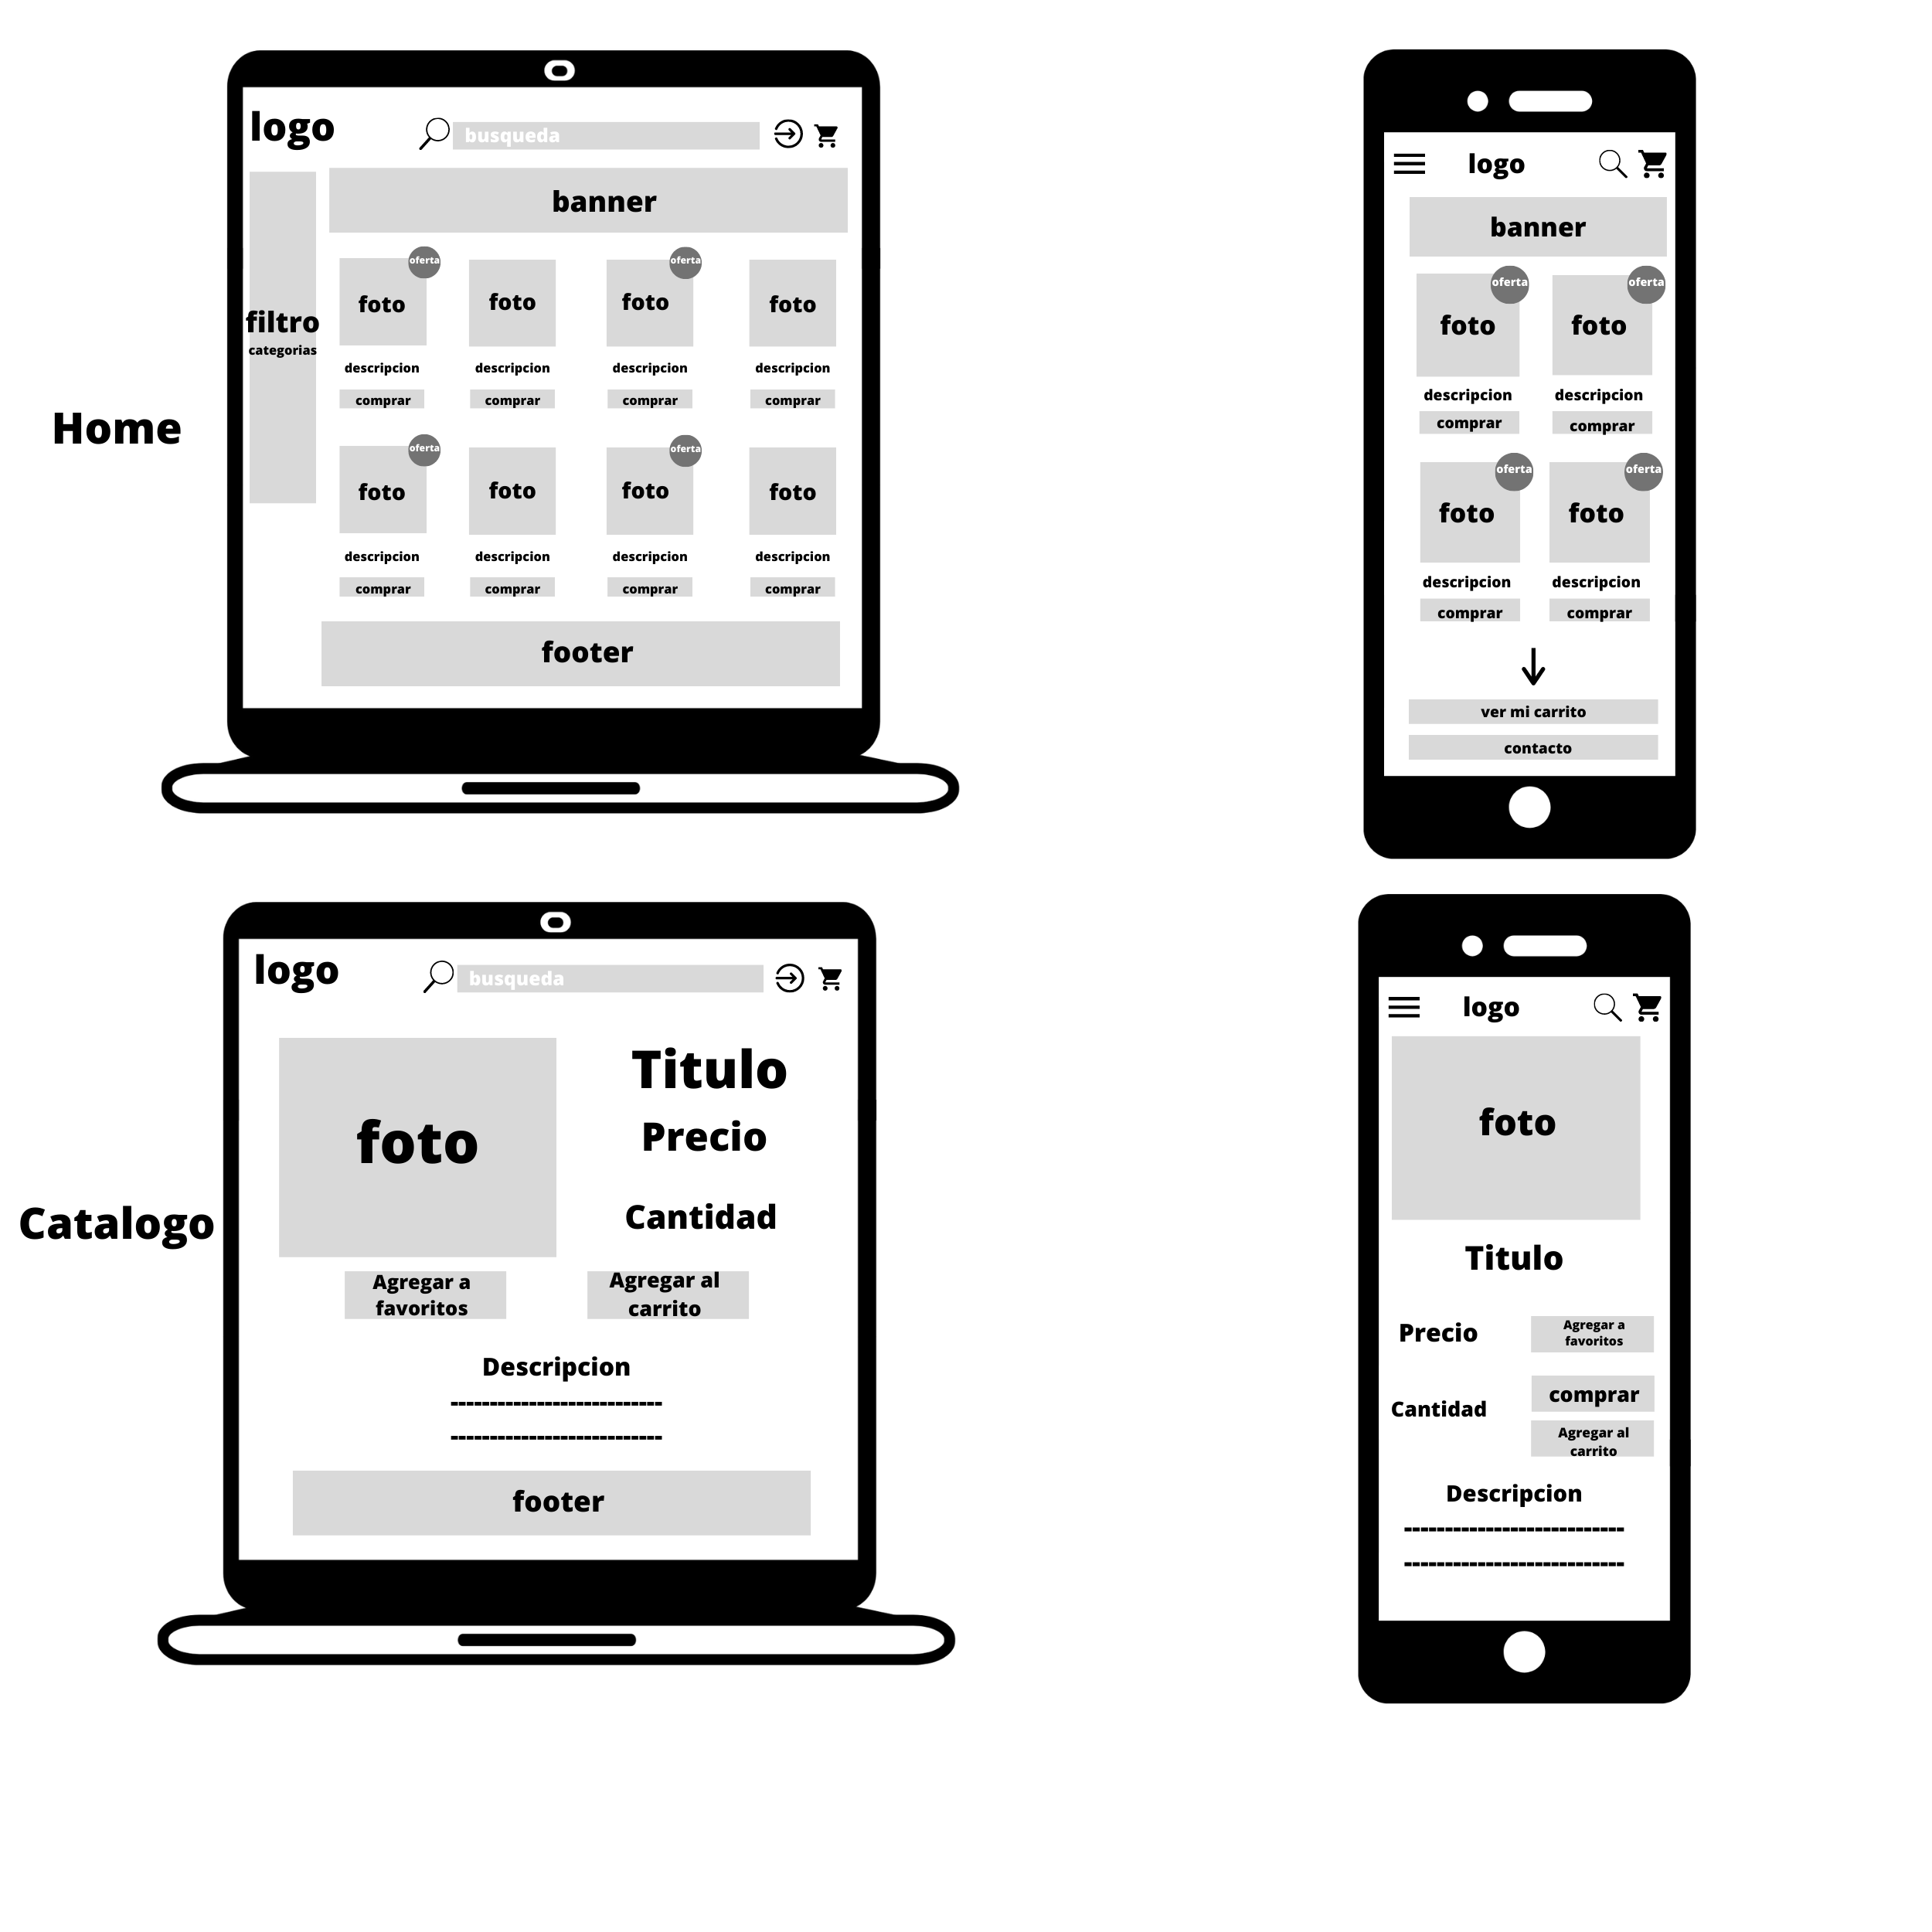 logo
busqueda
banner
filtro
categorias
oferta
oferta
foto
foto
foto
foto
descripcion
descripcion
descripcion
descripcion
comprar
comprar
comprar
comprar
oferta
oferta
foto
foto
foto
foto
descripcion
descripcion
descripcion
descripcion
comprar
comprar
comprar
comprar
footer
Home
logo
banner
oferta
oferta
foto
foto
descripcion
descripcion
comprar
comprar
oferta
oferta
foto
foto
descripcion
descripcion
comprar
comprar
ver mi carrito
contacto
Catalogo
logo
busqueda
foto
Titulo
Precio
Cantidad
Agregar a
favoritos
Agregar al
carrito
Descripcion
---------------------------
---------------------------
footer
logo
foto
Titulo
Precio
Agregar a
favoritos
Cantidad
comprar
Agregar al
carrito
Descripcion
---------------------------
---------------------------